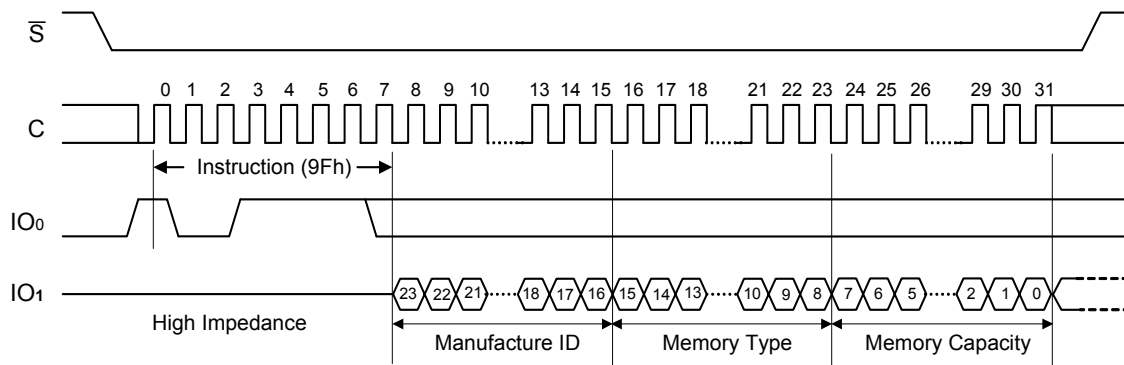 S
0 1 2 3 4 5 6 7 8 9 10 13 14 15 16 17 18 21 22 23 24 25 26 29 30 31
C
Instruction (9Fh)
IO0
IO1
23 22 21 18 17 16 15 14 13 10 9 8 7 6 5 2 1 0
High Impedance
Manufacture ID Memory Type Memory Capacity